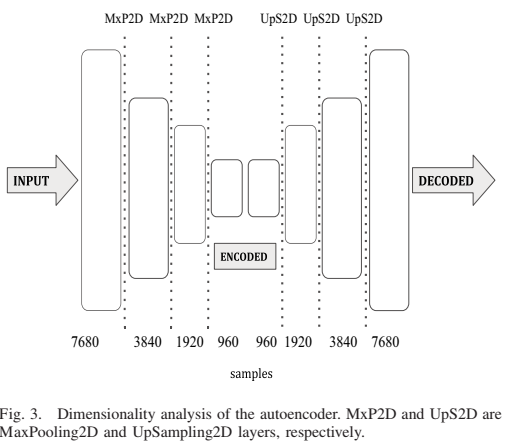 MxP2D MxP2D MxP2D UpS2D UpS2D UpS2D
INPUT
DECODED
ENCODED
7680 3840 1920 960 960 1920 3840 7680
samples
Fig. 3. Dimensionality analysis of the autoencoder. MxP2D and UpS2D are
MaxPooling2D and UpSampling2D layers, respectively.